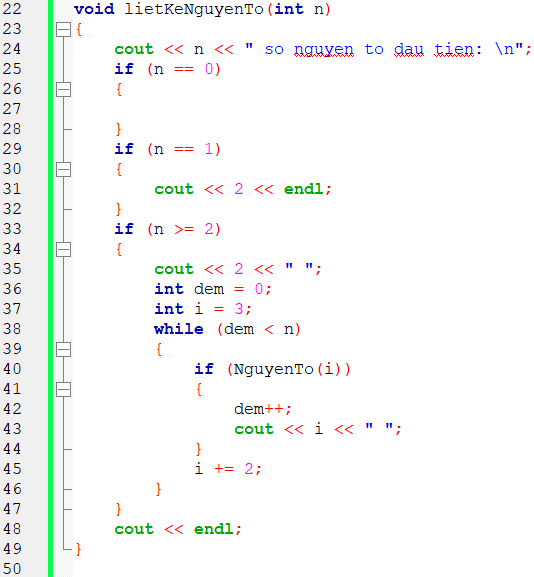 22 void lietKeNguyenTo(int n)
23 {
24     cout << n << " so nguyen to dau tien: \n";
25     if (n == 0)
26     {
27
28     }
29     if (n == 1)
30     {
31         cout << 2 << endl;
32     }
33     if (n >= 2)
34     {
35         cout << 2 << " ";
36         int dem = 0;
37         int i = 3;
38         while (dem < n)
39         {
40             if (NguyenTo(i))
41             {
42                 dem++;
43                 cout << i << " ";
44             }
45             i += 2;
46         }
47     }
48     cout << endl;
49 }
50